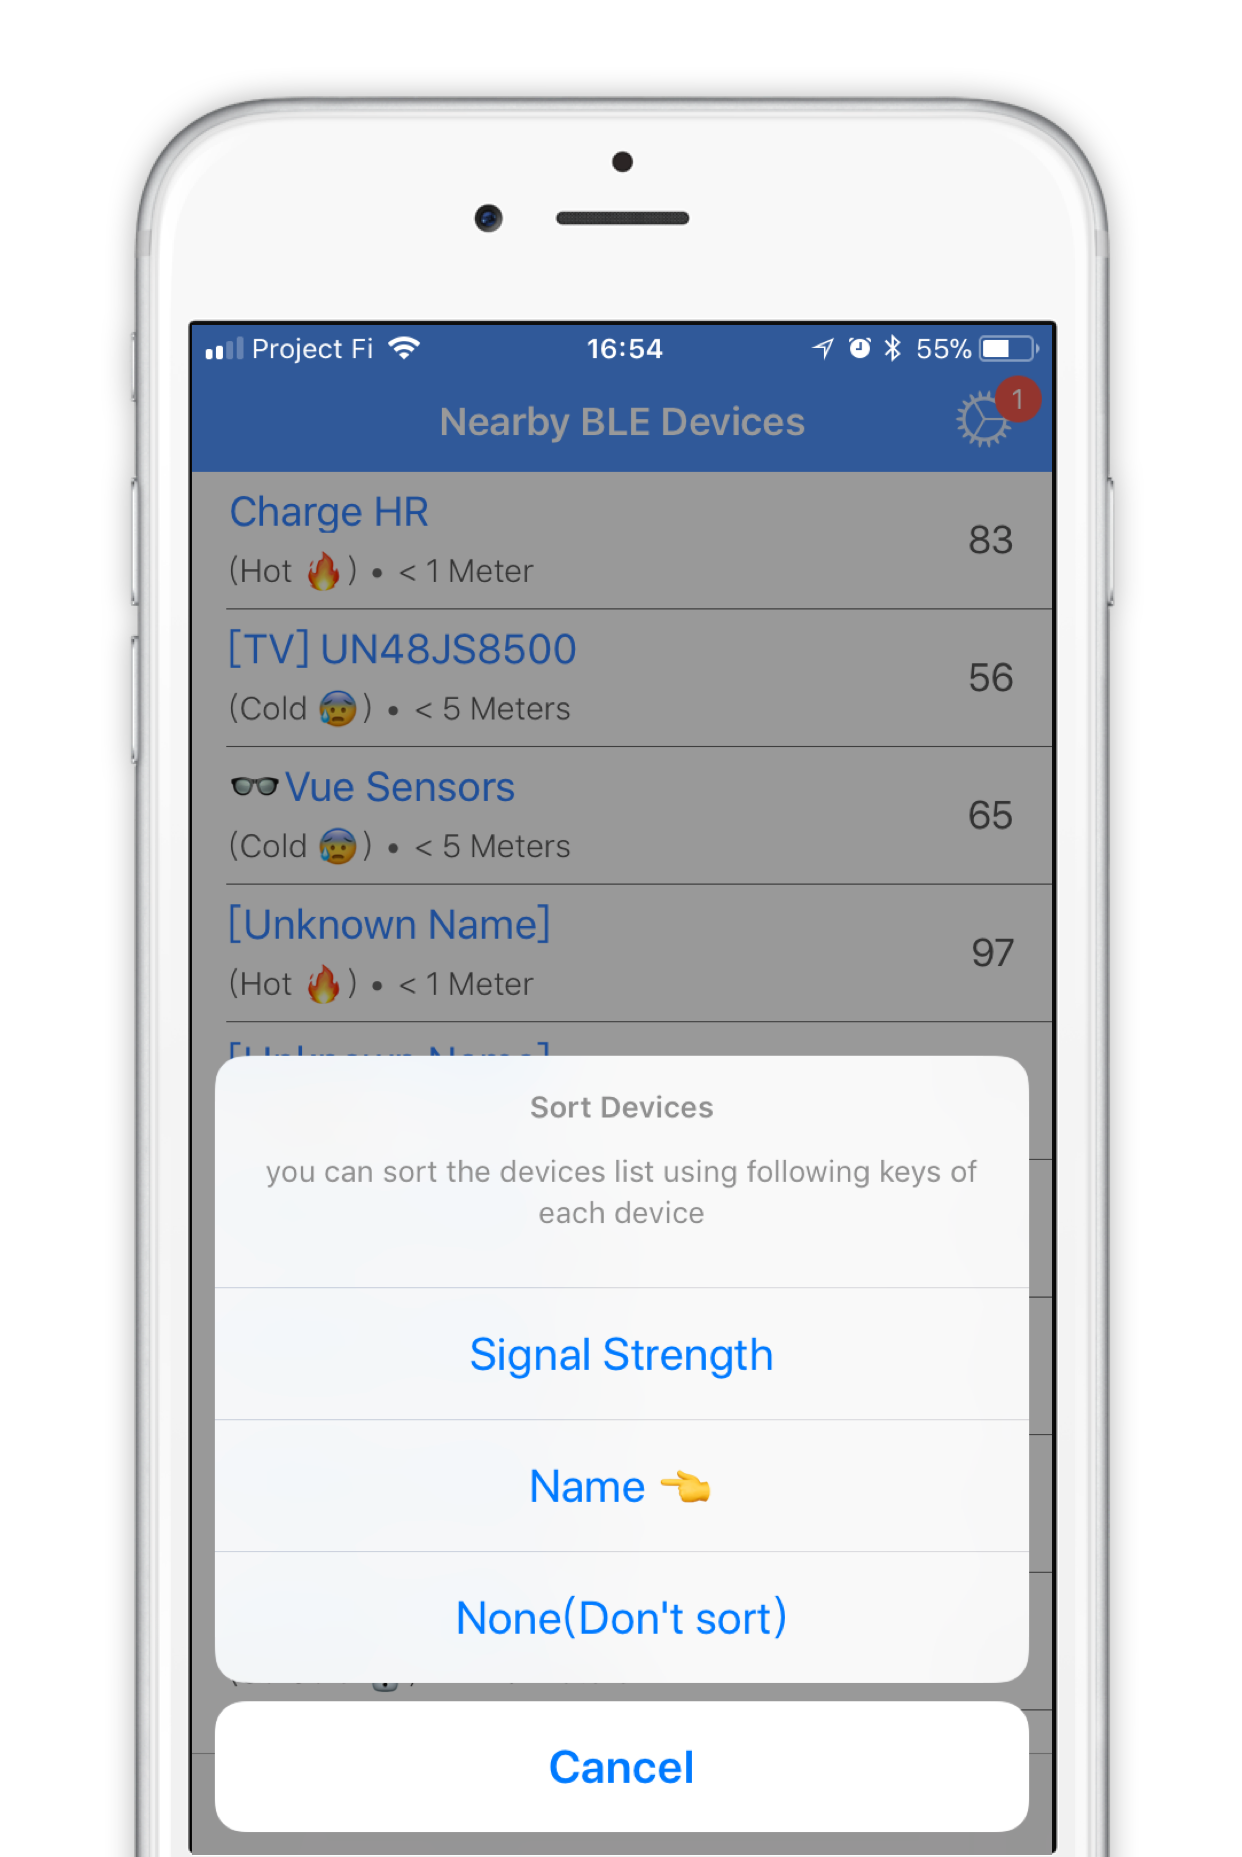 Project Fi
16:54
55%
Nearby BLE Devices
1
Charge HR
83
(Hot 🔥) • < 1 Meter
[TV] UN48JS8500
56
(Cold 😰) • < 5 Meters
🕶Vue Sensors
65
(Cold 😰) • < 5 Meters
[Unknown Name]
97
(Hot 🔥) • < 1 Meter
[Unknown Name]
Sort Devices
you can sort the devices list using following keys of
each device
Signal Strength
Name 👈
None(Don't sort)
Cancel